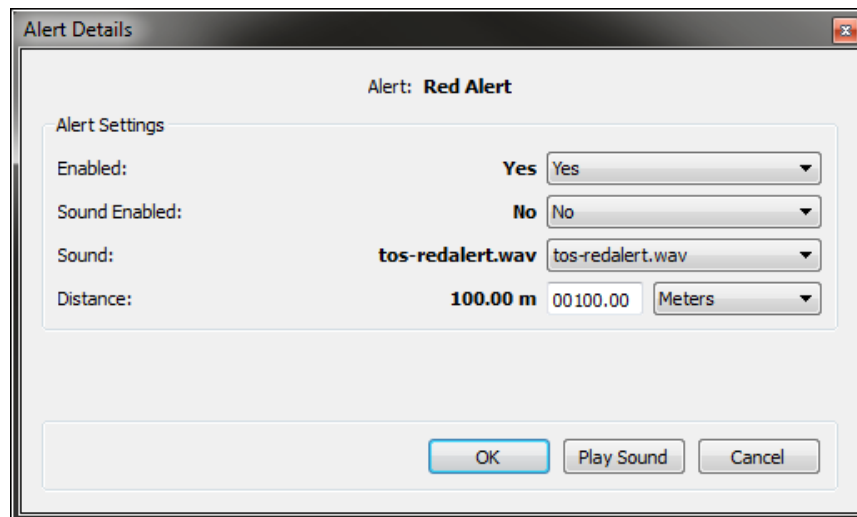 Alert Details
Alert: Red Alert
Alert Settings
Enabled: Yes Yes
Sound Enabled: No No
Sound: tos-redalert.wav tos-redalert.wav
Distance: 100.00 m 00100.00 Meters
OK Play Sound Cancel